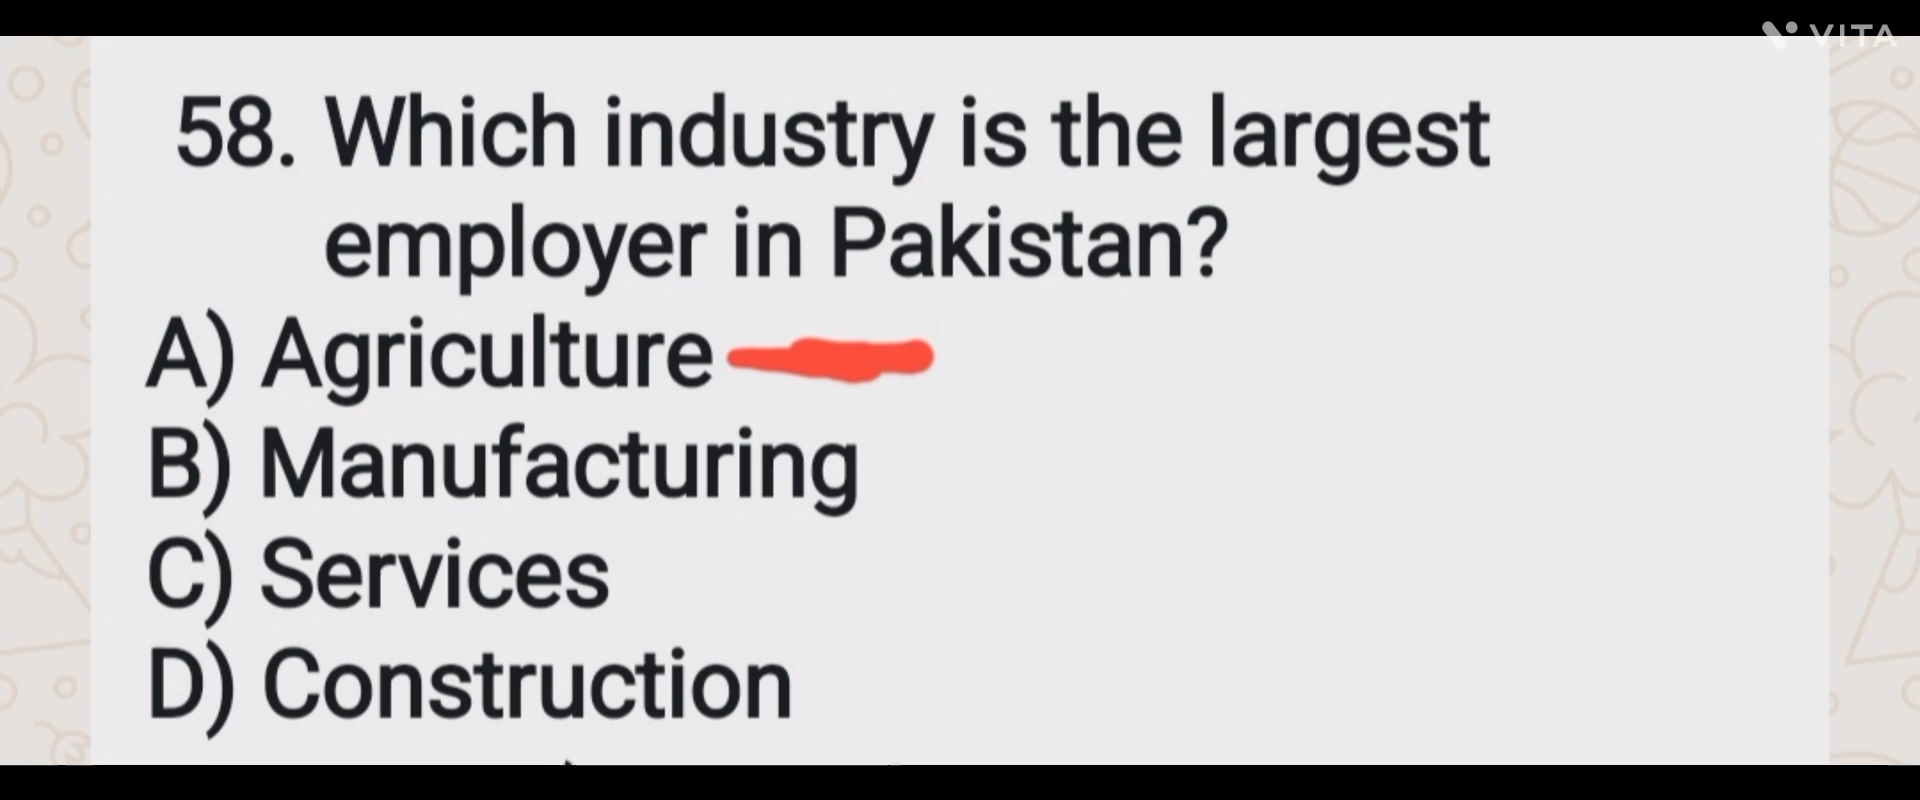 VITA
58. Which industry is the largest
employer in Pakistan?
A) Agriculture
B) Manufacturing
C) Services
D) Construction